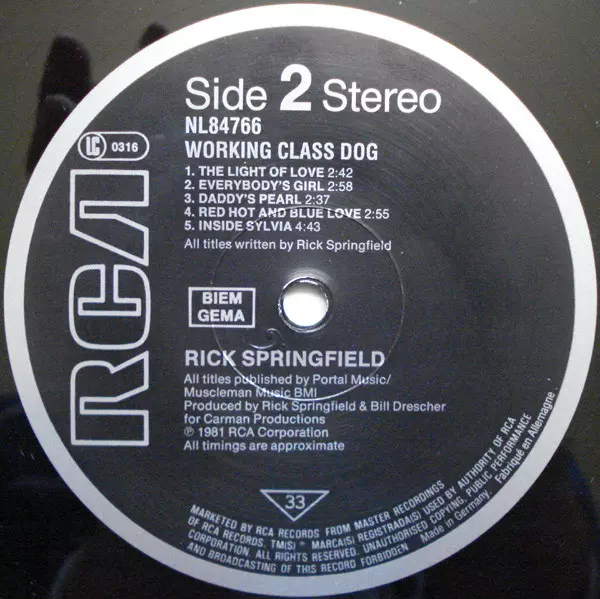 Side 2 Stereo
NL84766
WORKING CLASS DOG
LC 0316
RCA
1. THE LIGHT OF LOVE 2:42
2. EVERYBODY'S GIRL 2:58
3. DADDY'S PEARL 2:37
4. RED HOT AND BLUE LOVE 2:55
5. INSIDE SYLVIA 4:43
All titles written by Rick Springfield
BIEM
GEMA
RICK SPRINGFIELD
All titles published by Portal Music/
Muscleman Music BMI
Produced by Rick Springfield & Bill Drescher
for Carman Productions
℗ 1981 RCA Corporation
All timings are approximate
33
MARKETED BY RCA RECORDS FROM MASTER RECORDINGS
OF RCA RECORDS. TM(S) ® MARCA(S) REGISTRADA(S) USED BY AUTHORITY OF RCA
CORPORATION. ALL RIGHTS RESERVED. UNAUTHORISED COPYING, PUBLIC PERFORMANCE
AND BROADCASTING OF THIS RECORD FORBIDDEN
Made in Germany. Fabriqué en Allemagne.